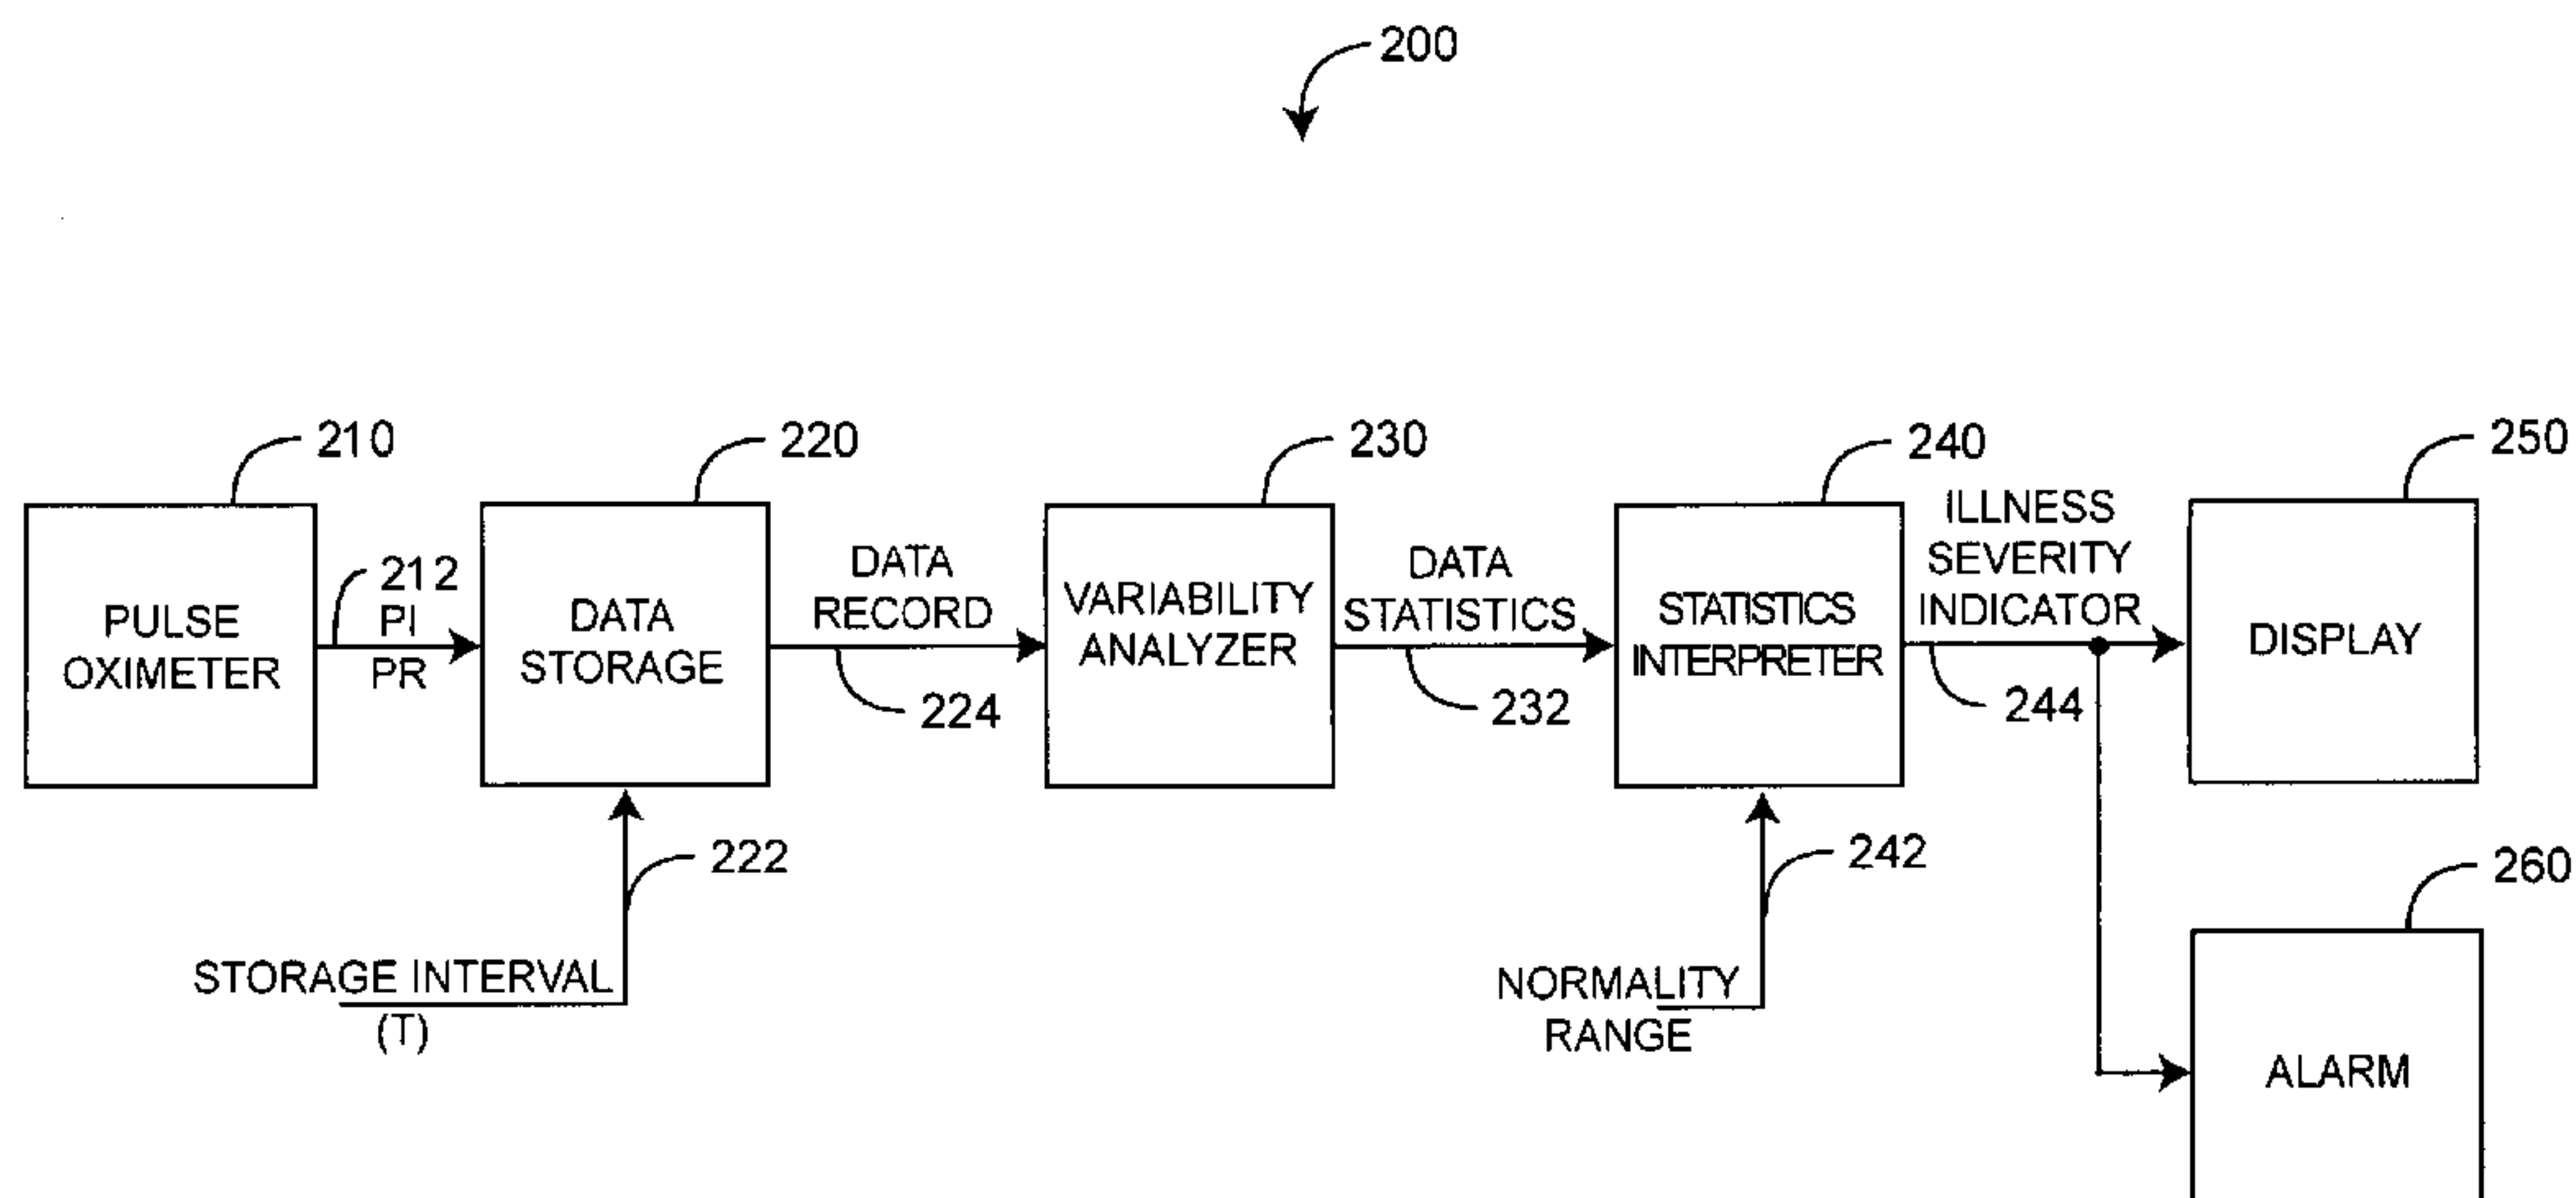 200
210
220
230
240
250
212
PI
PR
PULSE
OXIMETER
DATA
STORAGE
DATA
RECORD
224
VARIABILITY
ANALYZER
DATA
STATISTICS
232
STATISTICS
INTERPRETER
ILLNESS
SEVERITY
INDICATOR
244
DISPLAY
222
STORAGE INTERVAL
(T)
242
NORMALITY
RANGE
260
ALARM